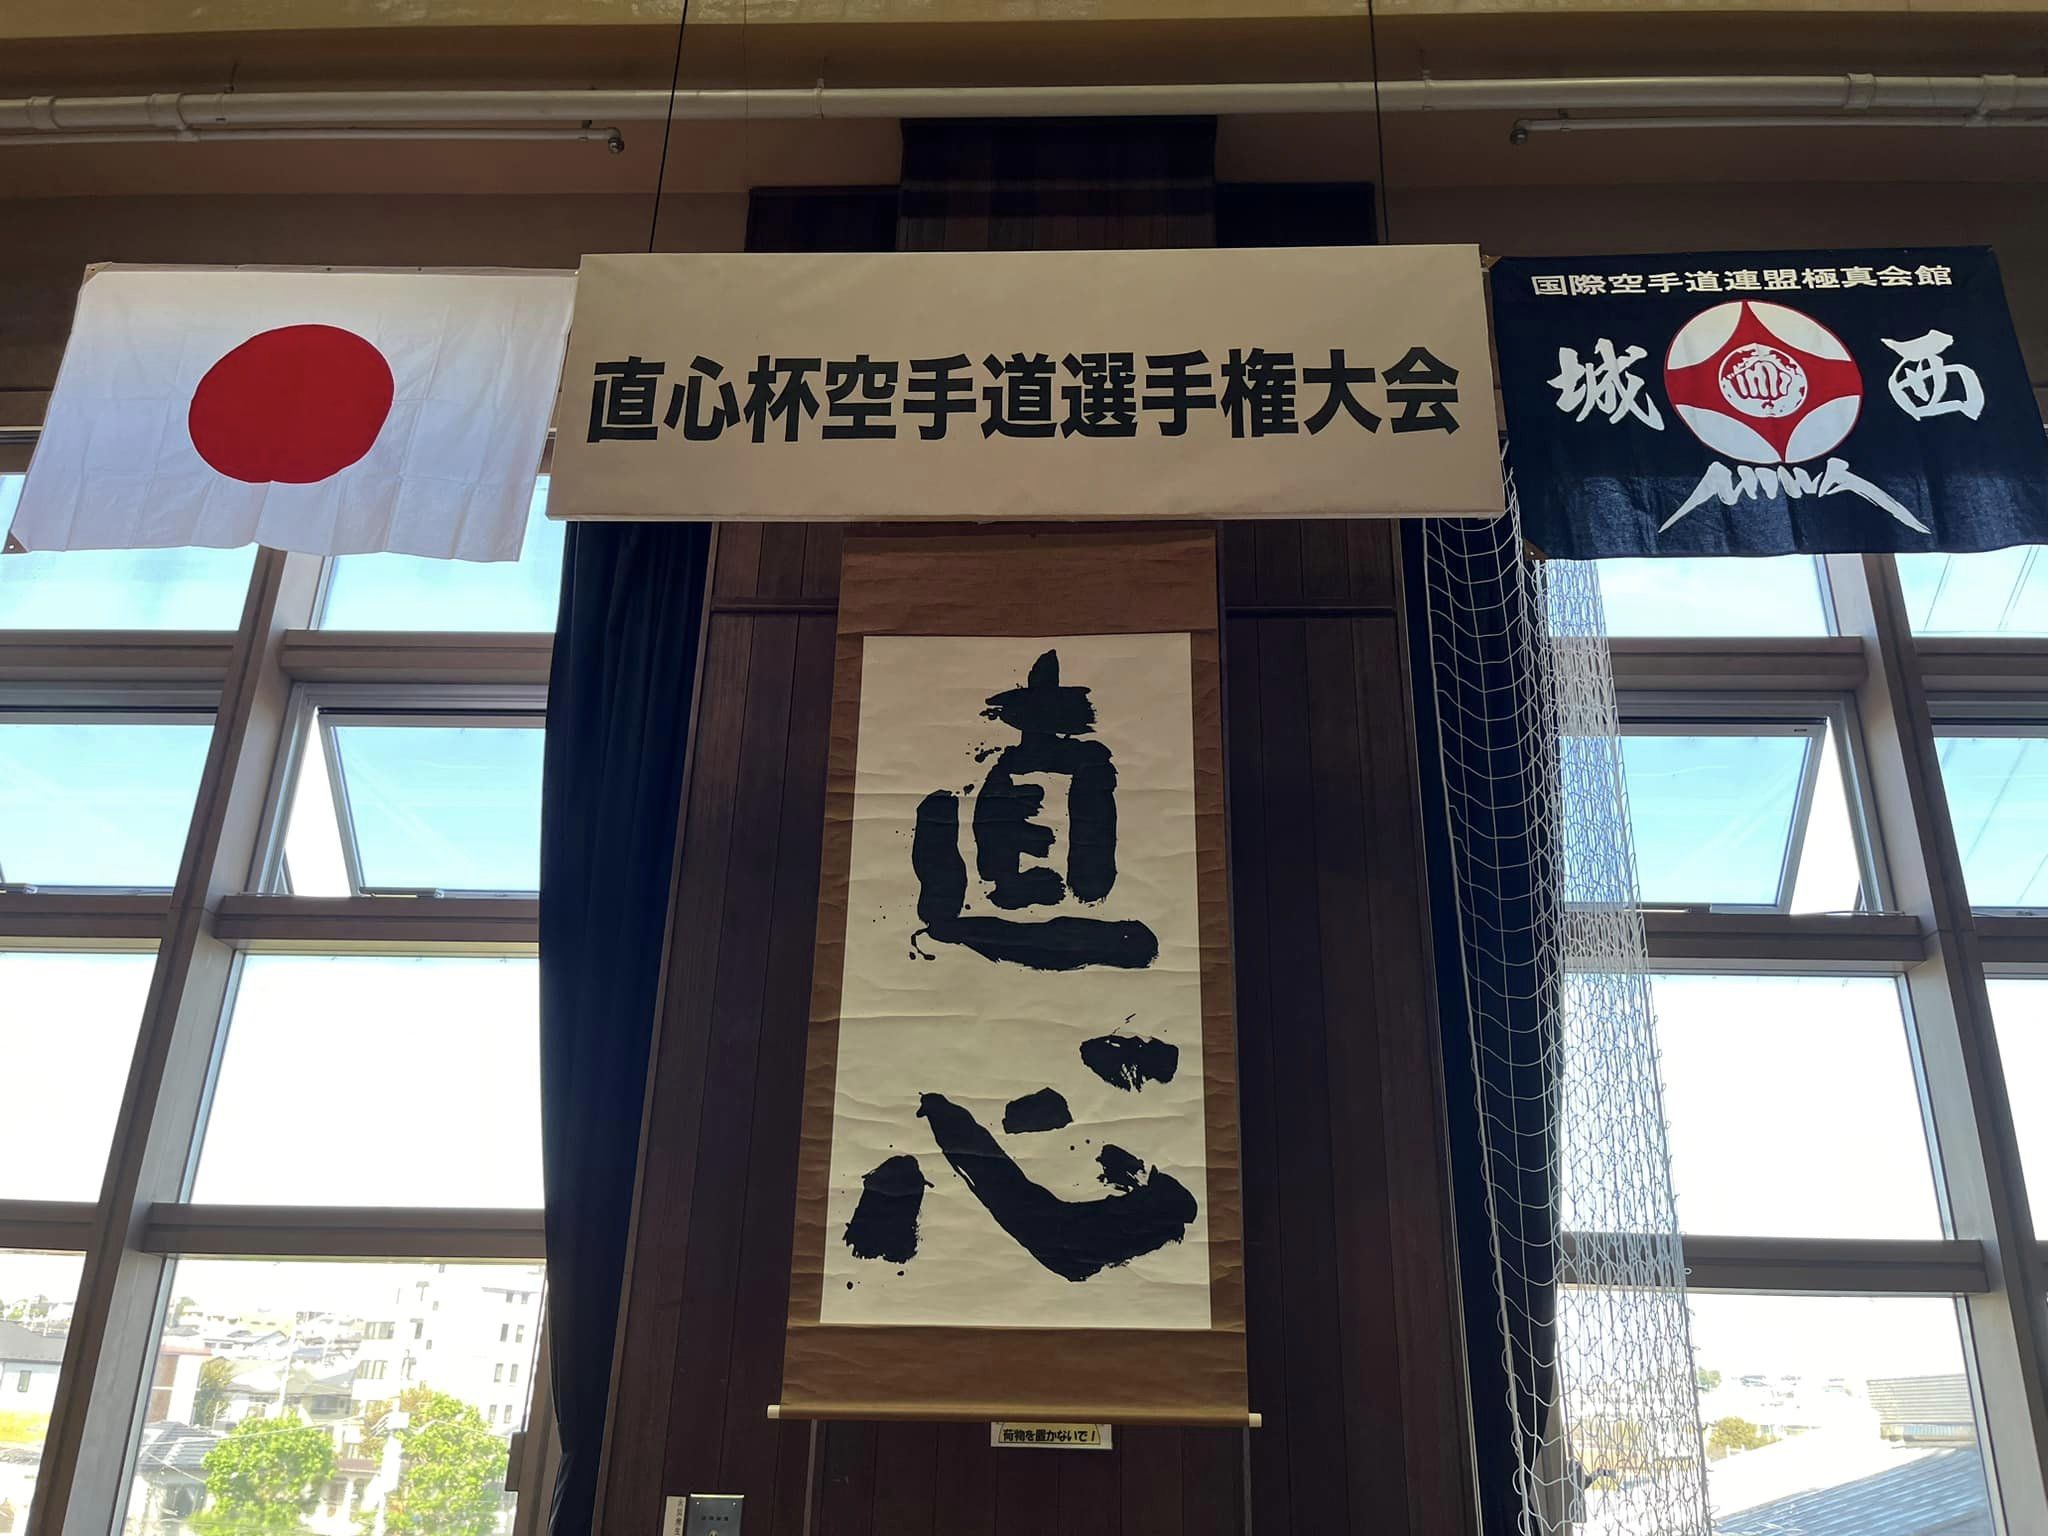 直心杯空手道選手権大会
国際空手道連盟極真会館
城西
直心
荷物を置かないで！